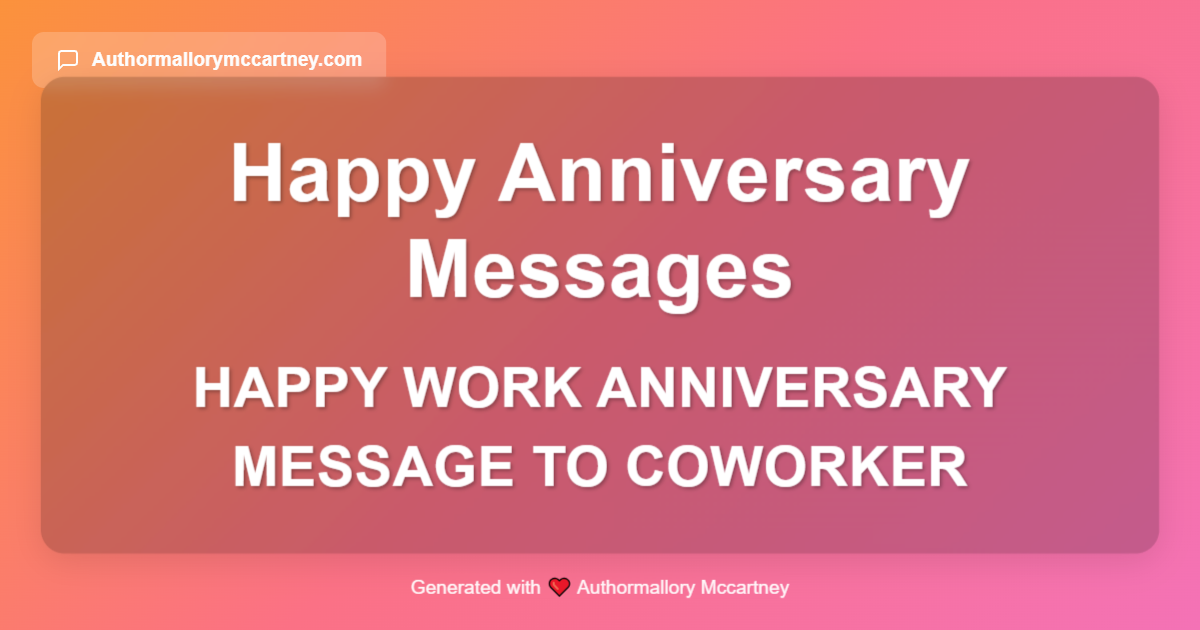 Authormallorymccartney.com
Happy Anniversary
Messages
HAPPY WORK ANNIVERSARY
MESSAGE TO COWORKER
Generated with ❤️ Authormallory Mccartney